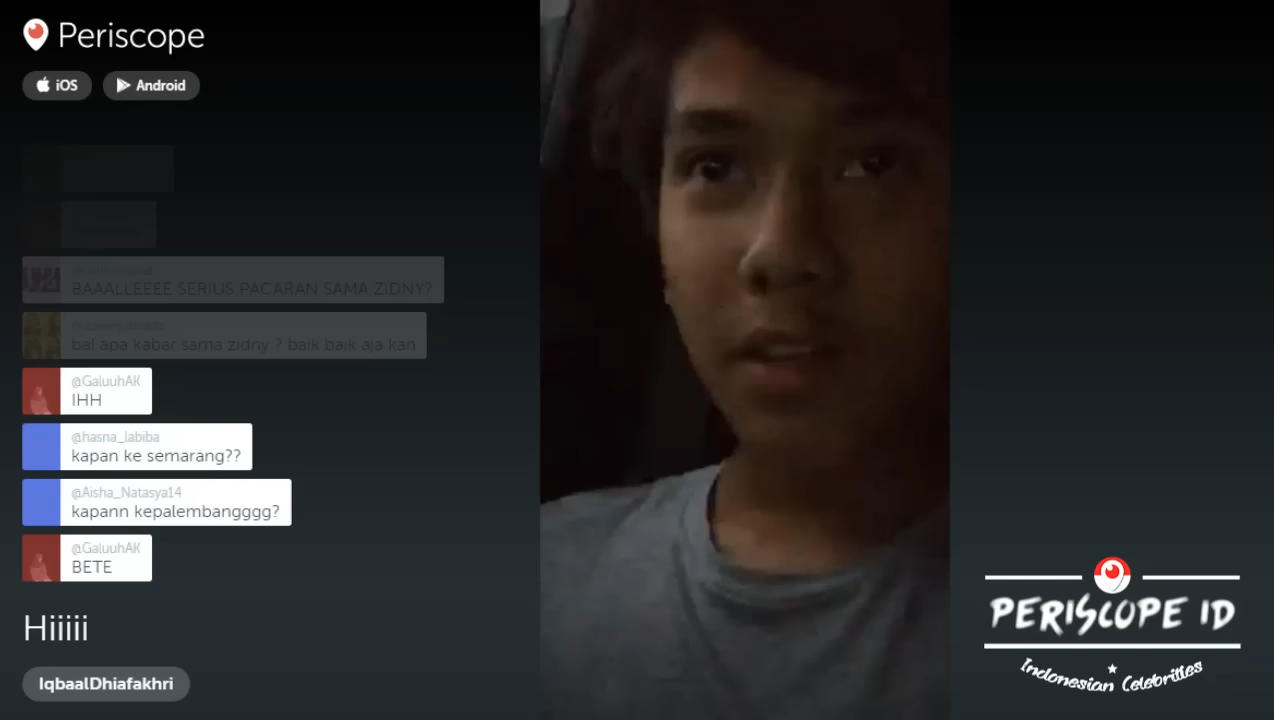 Periscope
iOS
Android
BAAALLEEEE SERIUS PACARAN SAMA ZIDNY?
bal apa kabar sama zidny ? baik baik aja kan
@GaluuhAK
IHH
@hasna_labiba
kapan ke semarang??
@Aisha_Natasya14
kapann kepalembangggg?
@GaluuhAK
BETE
Hiiiii
IqbaalDhiafakhri
PERISCOPE ID
Indonesian Celebrities